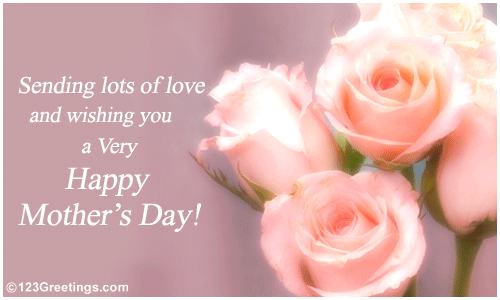 Sending lots of love
and wishing you
a Very
Happy
Mother's Day!
©123Greetings.com